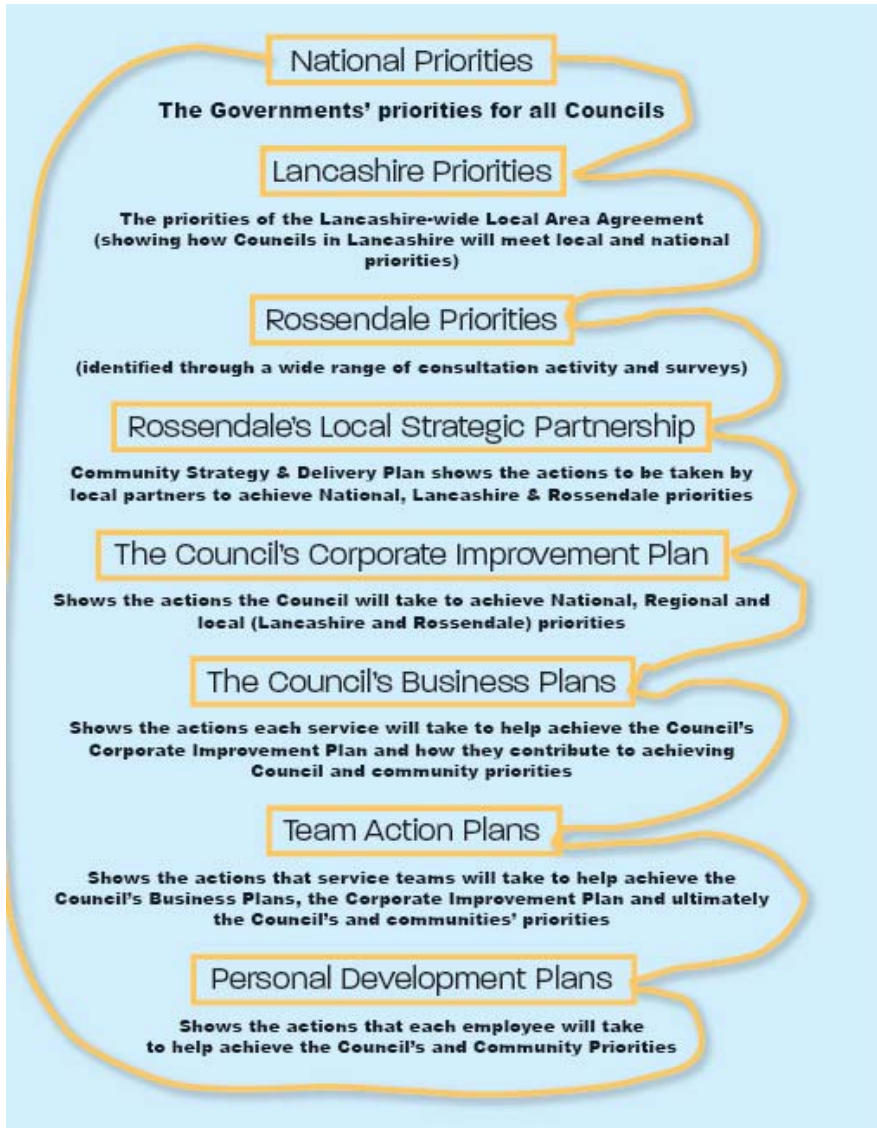 National Priorities
The Governments' priorities for all Councils
Lancashire Priorities
The priorities of the Lancashire-wide Local Area Agreement
(showing how Councils in Lancashire will meet local and national
priorities)
Rossendale Priorities
(identified through a wide range of consultation activity and surveys)
Rossendale's Local Strategic Partnership
Community Strategy & Delivery Plan shows the actions to be taken by
local partners to achieve National, Lancashire & Rossendale priorities
The Council's Corporate Improvement Plan
Shows the actions the Council will take to achieve National, Regional and
local (Lancashire and Rossendale) priorities
The Council's Business Plans
Shows the actions each service will take to help achieve the Council's
Corporate Improvement Plan and how they contribute to achieving
Council and community priorities
Team Action Plans
Shows the actions that service teams will take to help achieve the
Council's Business Plans, the Corporate Improvement Plan and ultimately
the Council's and communities' priorities
Personal Development Plans
Shows the actions that each employee will take
to help achieve the Council's and Community Priorities